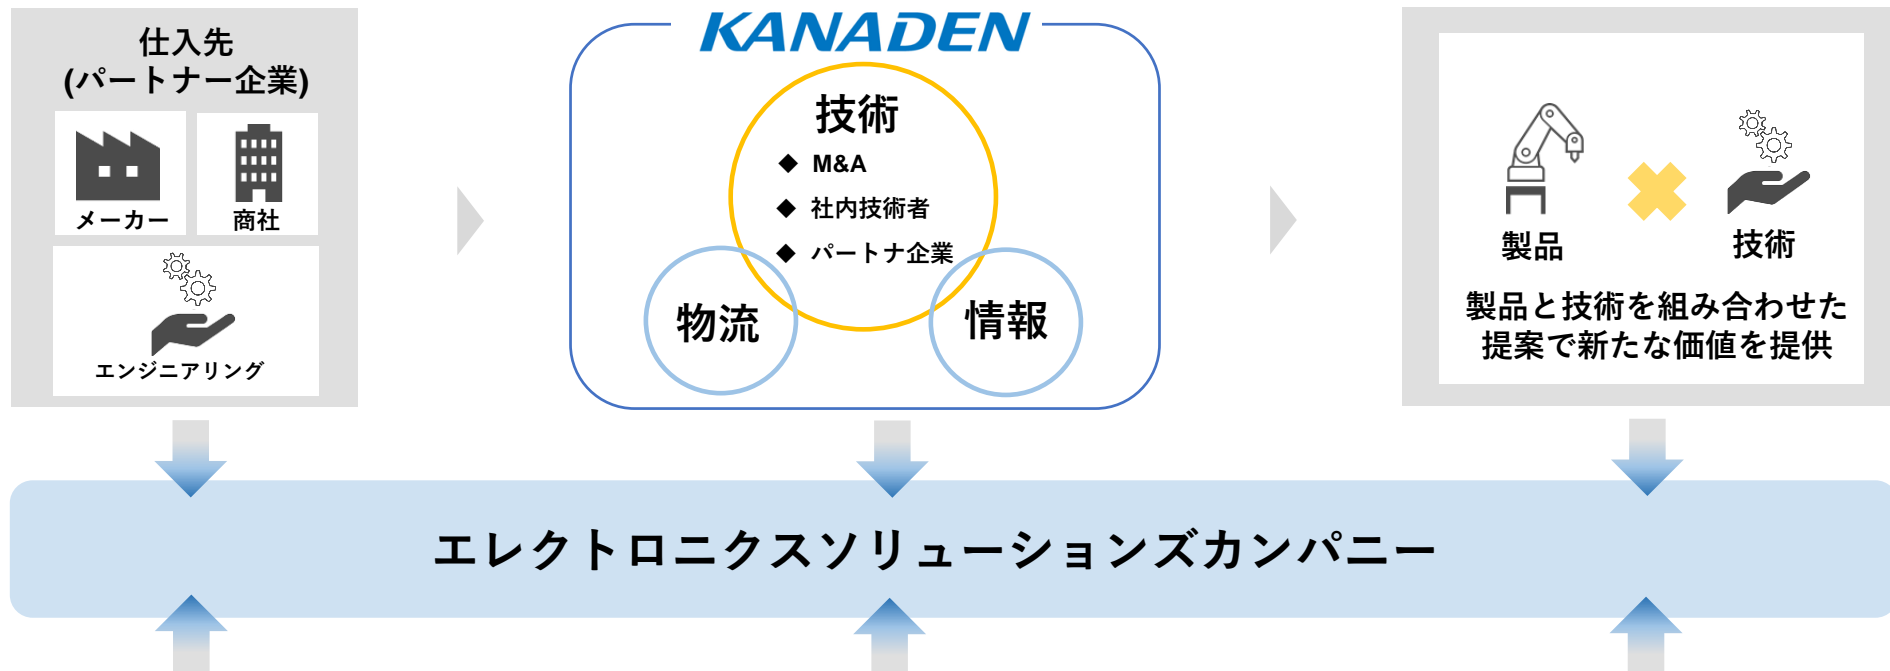 仕入先
(パートナー企業)
メーカー
商社
エンジニアリング
KANADEN
技術
◆ M&A
◆ 社内技術者
◆ パートナ企業
物流
情報
製品
技術
製品と技術を組み合わせた
提案で新たな価値を提供
エレクトロニクスソリューションズカンパニー